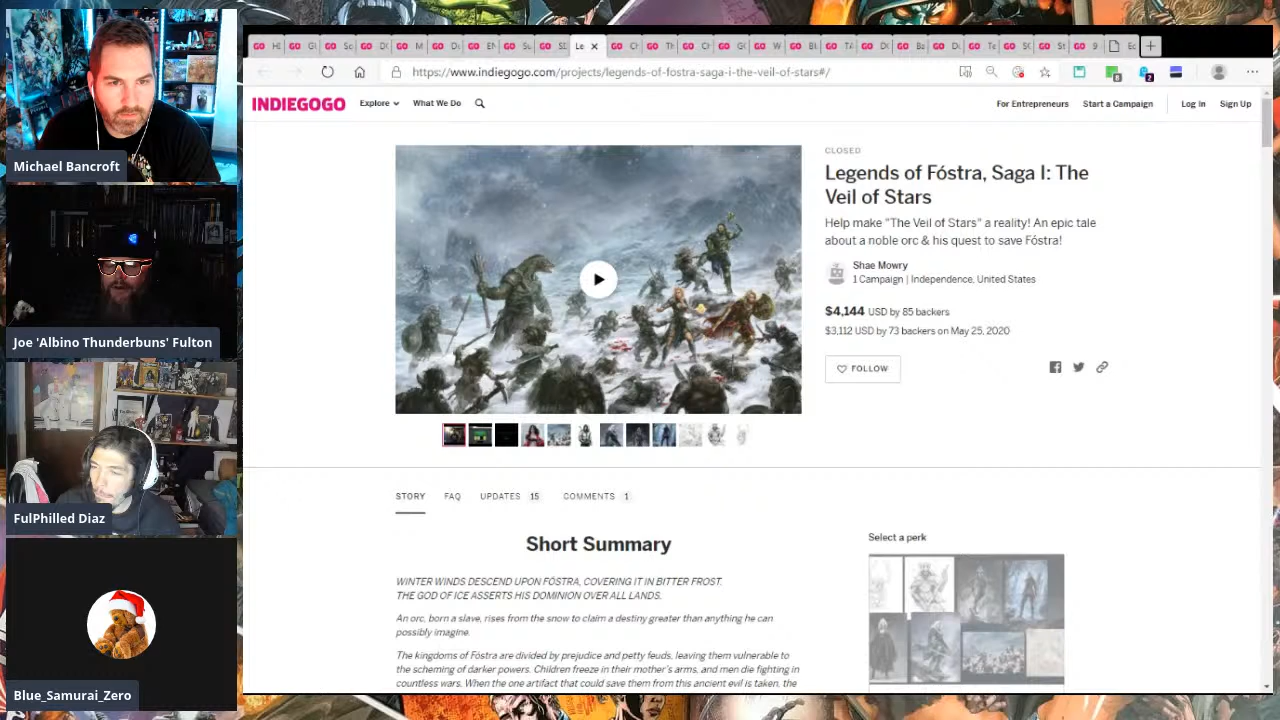 Michael Bancroft
Joe 'Albino Thunderbuns' Fulton
FulPhilled Diaz
Blue_Samurai_Zero
Le
https://www.indiegogo.com/projects/legends-of-fostra-saga-i-the-veil-of-stars#/
INDIEGOGO
Explore
What We Do
For Entrepreneurs
Start a Campaign
Log In
Sign Up
CLOSED
Legends of Fóstra, Saga I: The
Veil of Stars
Help make "The Veil of Stars" a reality! An epic tale
about a noble orc & his quest to save Fóstra!
Shae Mowry
1 Campaign | Independence, United States
$4,144 USD by 85 backers
$3,112 USD by 73 backers on May 25, 2020
FOLLOW
STORY
FAQ
UPDATES 15
COMMENTS 1
Short Summary
WINTER WINDS DESCEND UPON FÓSTRA, COVERING IT IN BITTER FROST.
THE GOD OF ICE ASSERTS HIS DOMINION OVER ALL LANDS.
An orc, born a slave, rises from the snow to claim a destiny greater than anything he can
possibly imagine.
The kingdoms of Fóstra are divided by prejudice and petty feuds, leaving them vulnerable to
the scheming of darker powers. Children freeze in their mother's arms, and men die fighting in
countless wars. When the one artifact that could save them from this ancient evil is taken, the
Select a perk